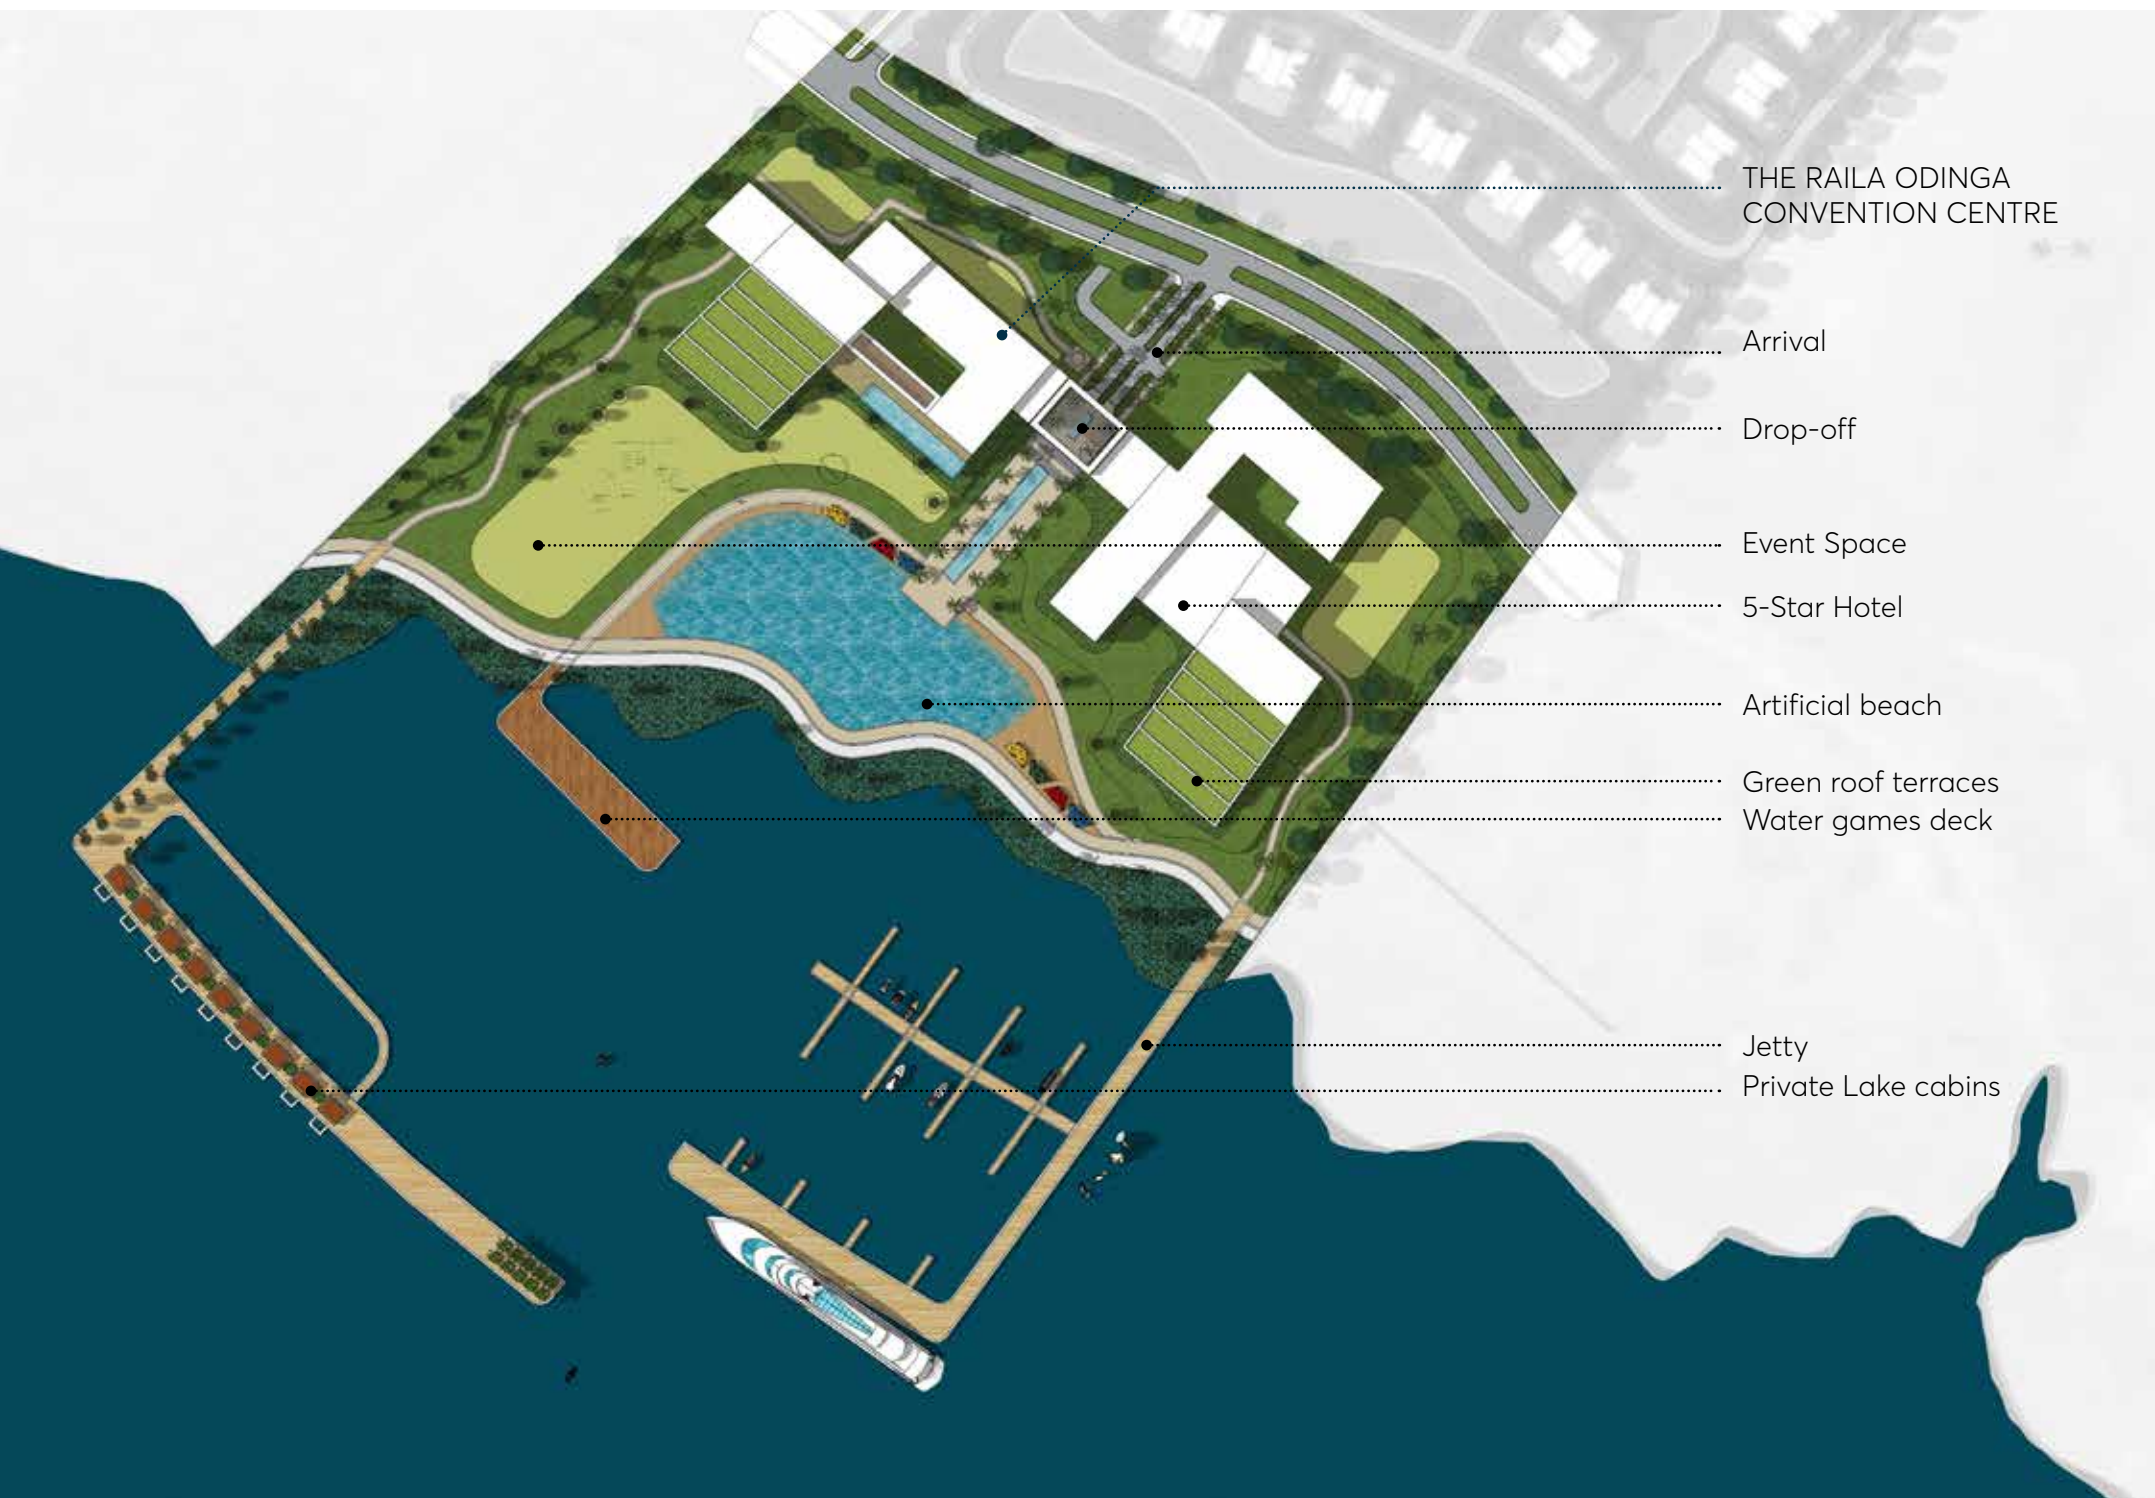 THE RAILA ODINGA
CONVENTION CENTRE
Arrival
Drop-off
Event Space
5-Star Hotel
Artificial beach
Green roof terraces
Water games deck
Jetty
Private Lake cabins